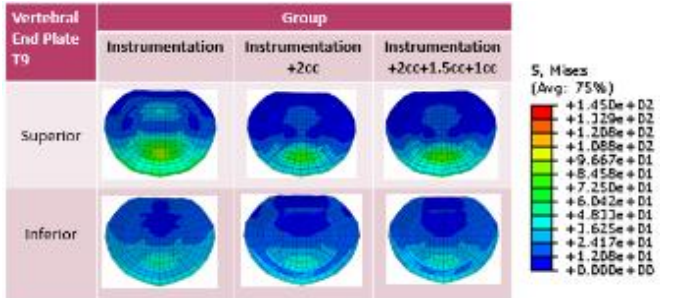 Vertebral End Plate T9
Group
Instrumentation
Instrumentation +2cc
Instrumentation +2cc+1.5cc+1cc
Superior
Inferior
S, Mises
(Avg: 75%)
+1.450e+02
+1.329e+02
+1.208e+02
+1.088e+02
+9.667e+01
+8.458e+01
+7.250e+01
+6.042e+01
+4.833e+01
+3.625e+01
+2.417e+01
+1.208e+01
+0.000e+00